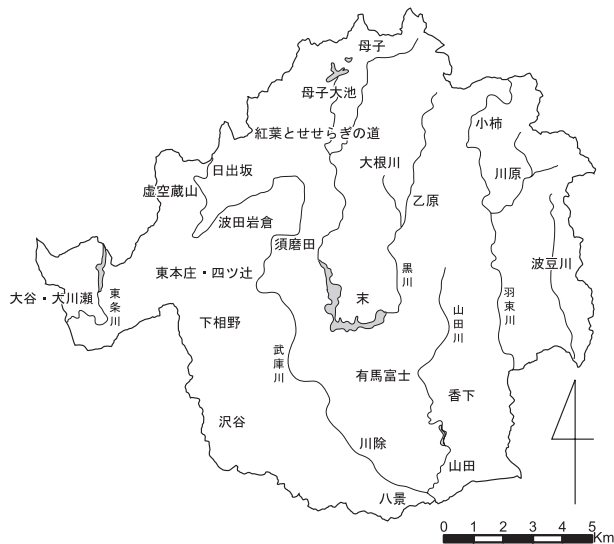 母子
母子大池
小柿
紅葉とせせらぎの道
大根川
日出坂
川原
虚空蔵山
乙原
波田岩倉
須磨田
波豆川
東本庄・四ツ辻
黒川
大谷・大川瀬
東条川
末
羽束川
山田川
下相野
武庫川
有馬富士
香下
沢谷
川除
山田
八景
0 1 2 3 4 5
Km